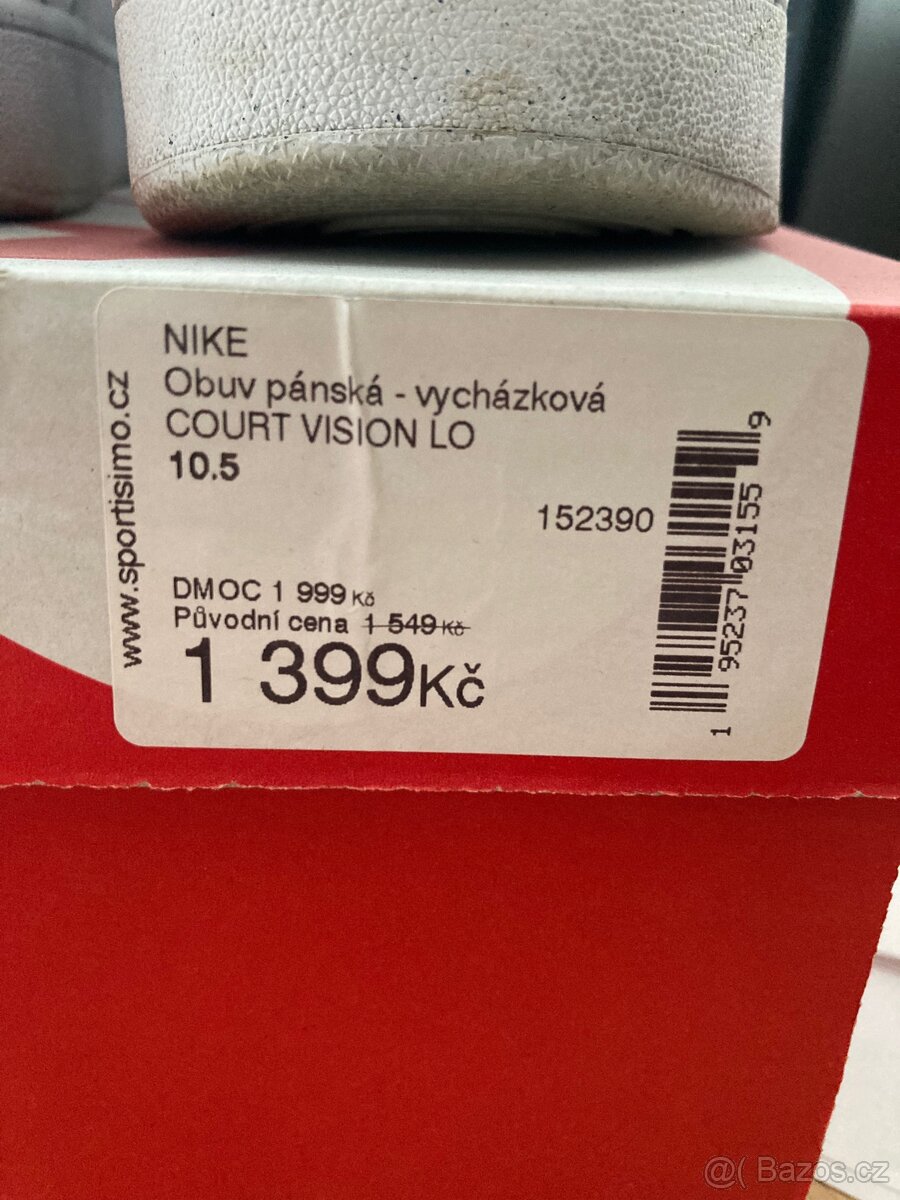 NIKE
Obuv pánská - vycházková
COURT VISION LO
10.5
152390
DMOC 1 999 Kč
Původní cena 1 549 Kč
1 399Kč
www.sportisimo.cz
1 95237 03155 9
@( Bazos.cz